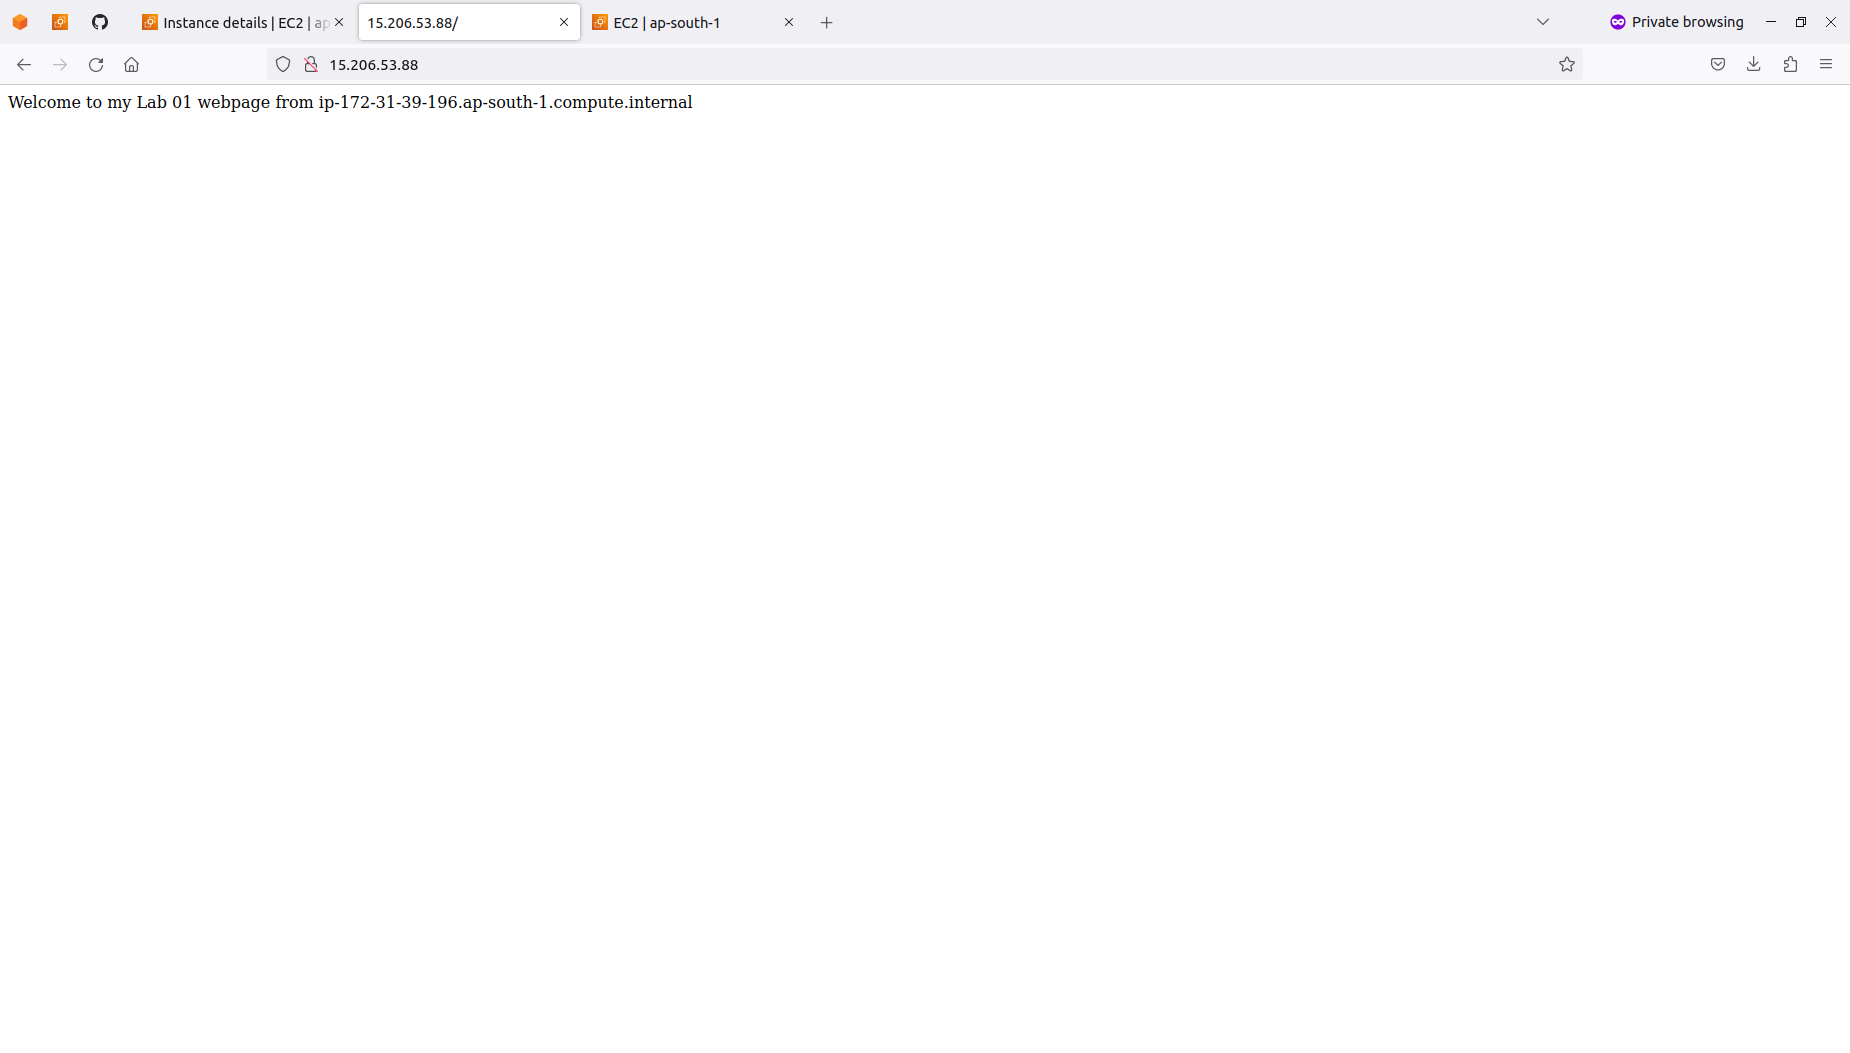 Instance details | EC2 | ap
15.206.53.88/
EC2 | ap-south-1
Private browsing
15.206.53.88
Welcome to my Lab 01 webpage from ip-172-31-39-196.ap-south-1.compute.internal